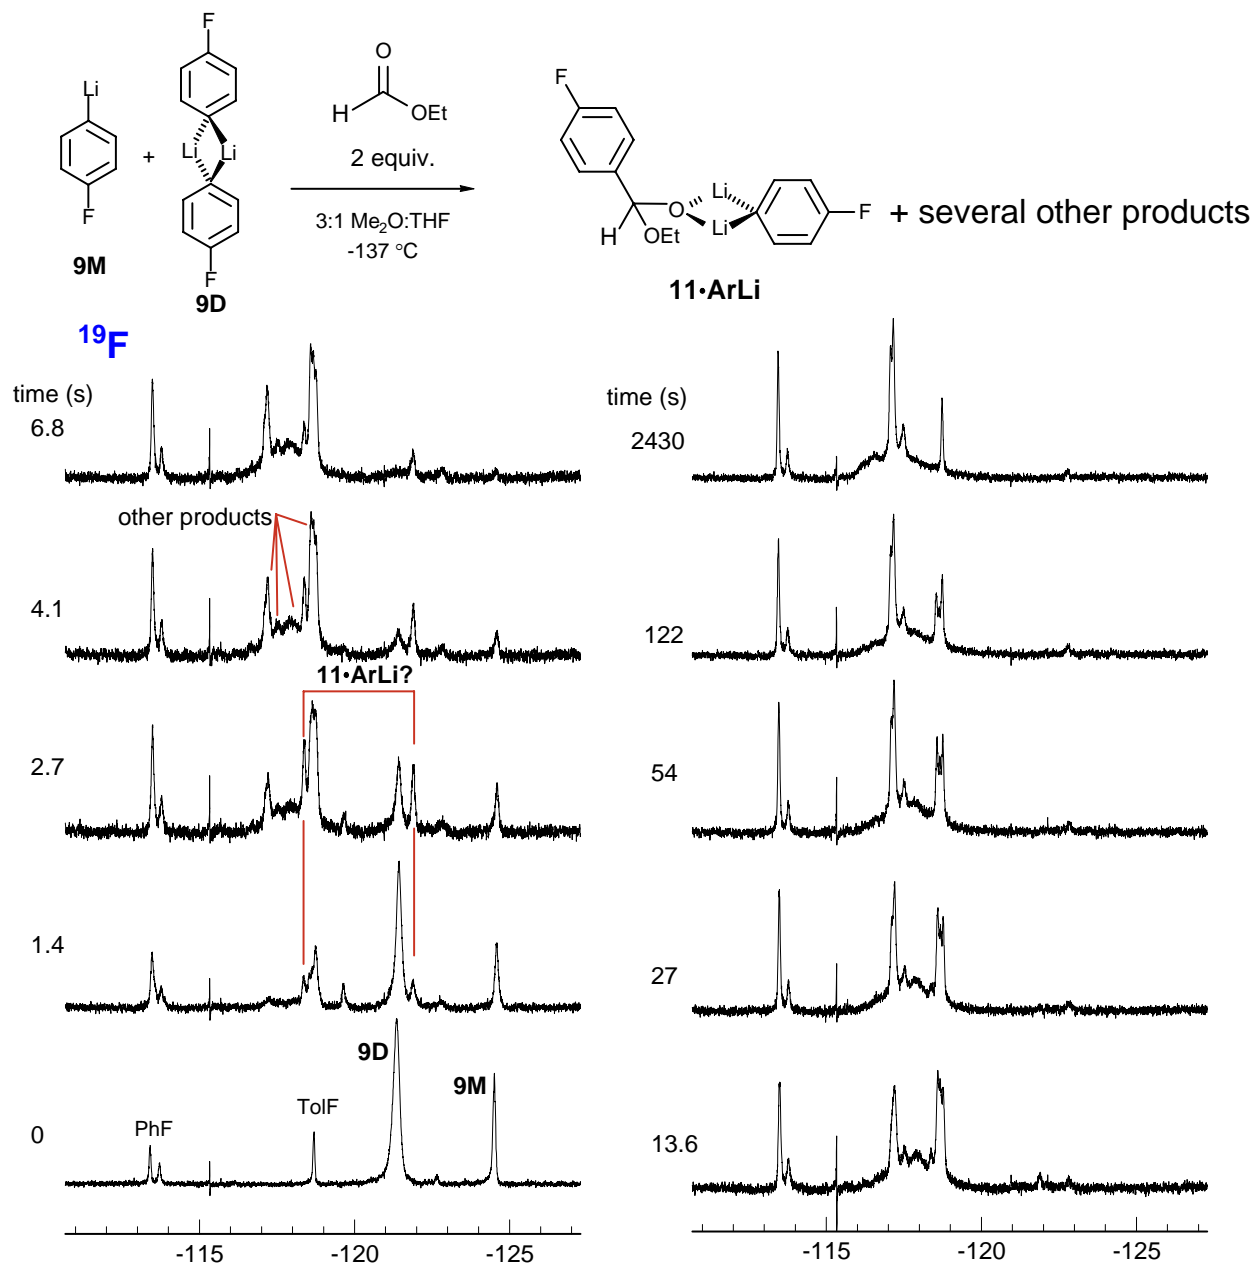 F
Li
F
9M
+
F
Li
Li
F
9D
O
H
OEt
2 equiv.
3:1 Me₂O:THF
-137 °C
F
H
O
OEt
Li
Li
F
11•ArLi
+ several other products
¹⁹F
time (s)
6.8
other products
4.1
11•ArLi?
2.7
1.4
9D
9M
TolF
PhF
0
-115
-120
-125
time (s)
2430
122
54
27
13.6
-115
-120
-125